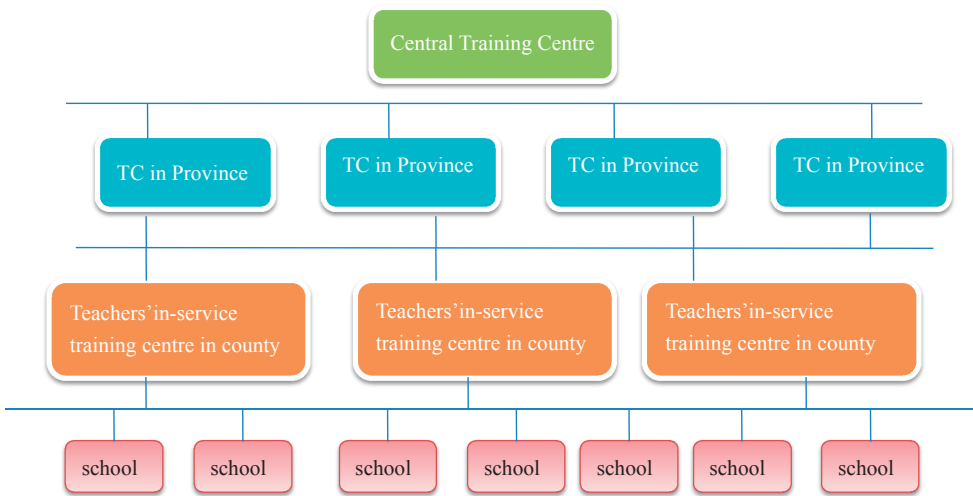 Central Training Centre
TC in Province
TC in Province
TC in Province
TC in Province
Teachers’in-service
training centre in county
Teachers’in-service
training centre in county
Teachers’in-service
training centre in county
school
school
school
school
school
school
school